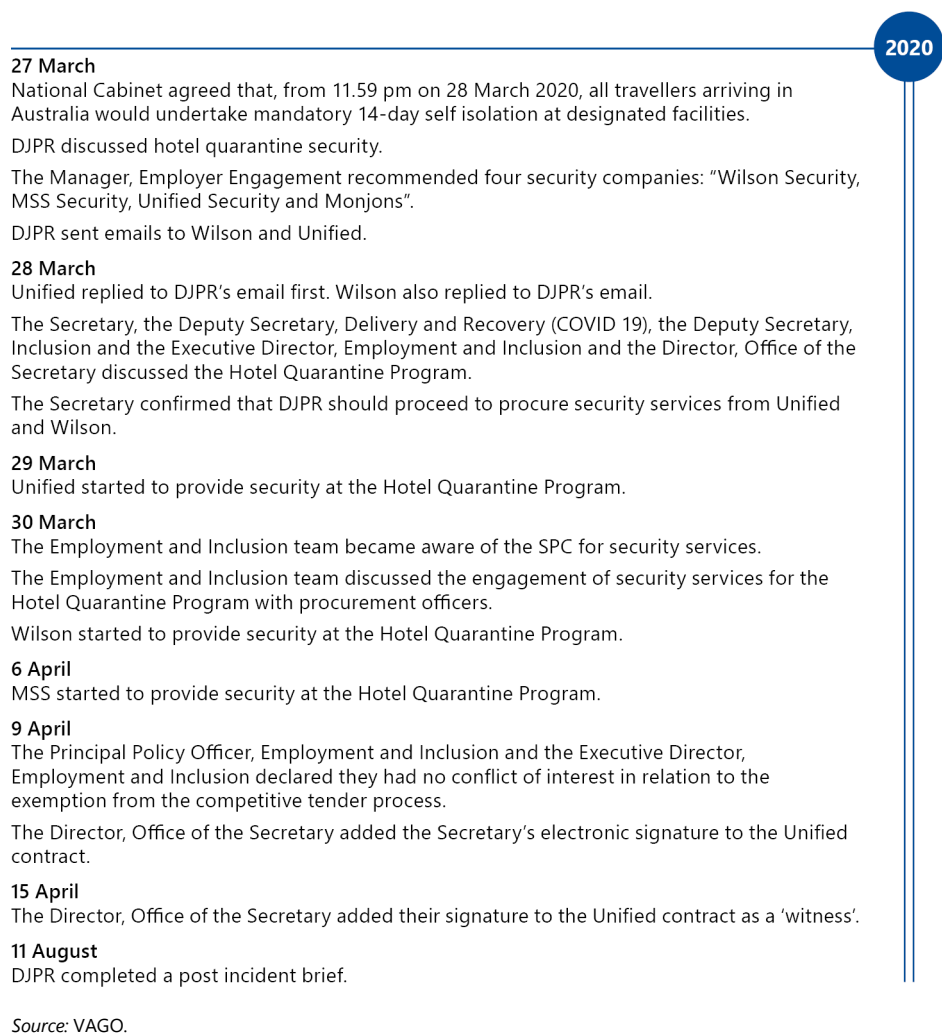 2020
27 March
National Cabinet agreed that, from 11.59 pm on 28 March 2020, all travellers arriving in
Australia would undertake mandatory 14-day self isolation at designated facilities.
DJPR discussed hotel quarantine security.
The Manager, Employer Engagement recommended four security companies: “Wilson Security,
MSS Security, Unified Security and Monjons”.
DJPR sent emails to Wilson and Unified.
28 March
Unified replied to DJPR’s email first. Wilson also replied to DJPR’s email.
The Secretary, the Deputy Secretary, Delivery and Recovery (COVID 19), the Deputy Secretary,
Inclusion and the Executive Director, Employment and Inclusion and the Director, Office of the
Secretary discussed the Hotel Quarantine Program.
The Secretary confirmed that DJPR should proceed to procure security services from Unified
and Wilson.
29 March
Unified started to provide security at the Hotel Quarantine Program.
30 March
The Employment and Inclusion team became aware of the SPC for security services.
The Employment and Inclusion team discussed the engagement of security services for the
Hotel Quarantine Program with procurement officers.
Wilson started to provide security at the Hotel Quarantine Program.
6 April
MSS started to provide security at the Hotel Quarantine Program.
9 April
The Principal Policy Officer, Employment and Inclusion and the Executive Director,
Employment and Inclusion declared they had no conflict of interest in relation to the
exemption from the competitive tender process.
The Director, Office of the Secretary added the Secretary’s electronic signature to the Unified
contract.
15 April
The Director, Office of the Secretary added their signature to the Unified contract as a ‘witness’.
11 August
DJPR completed a post incident brief.
Source: VAGO.